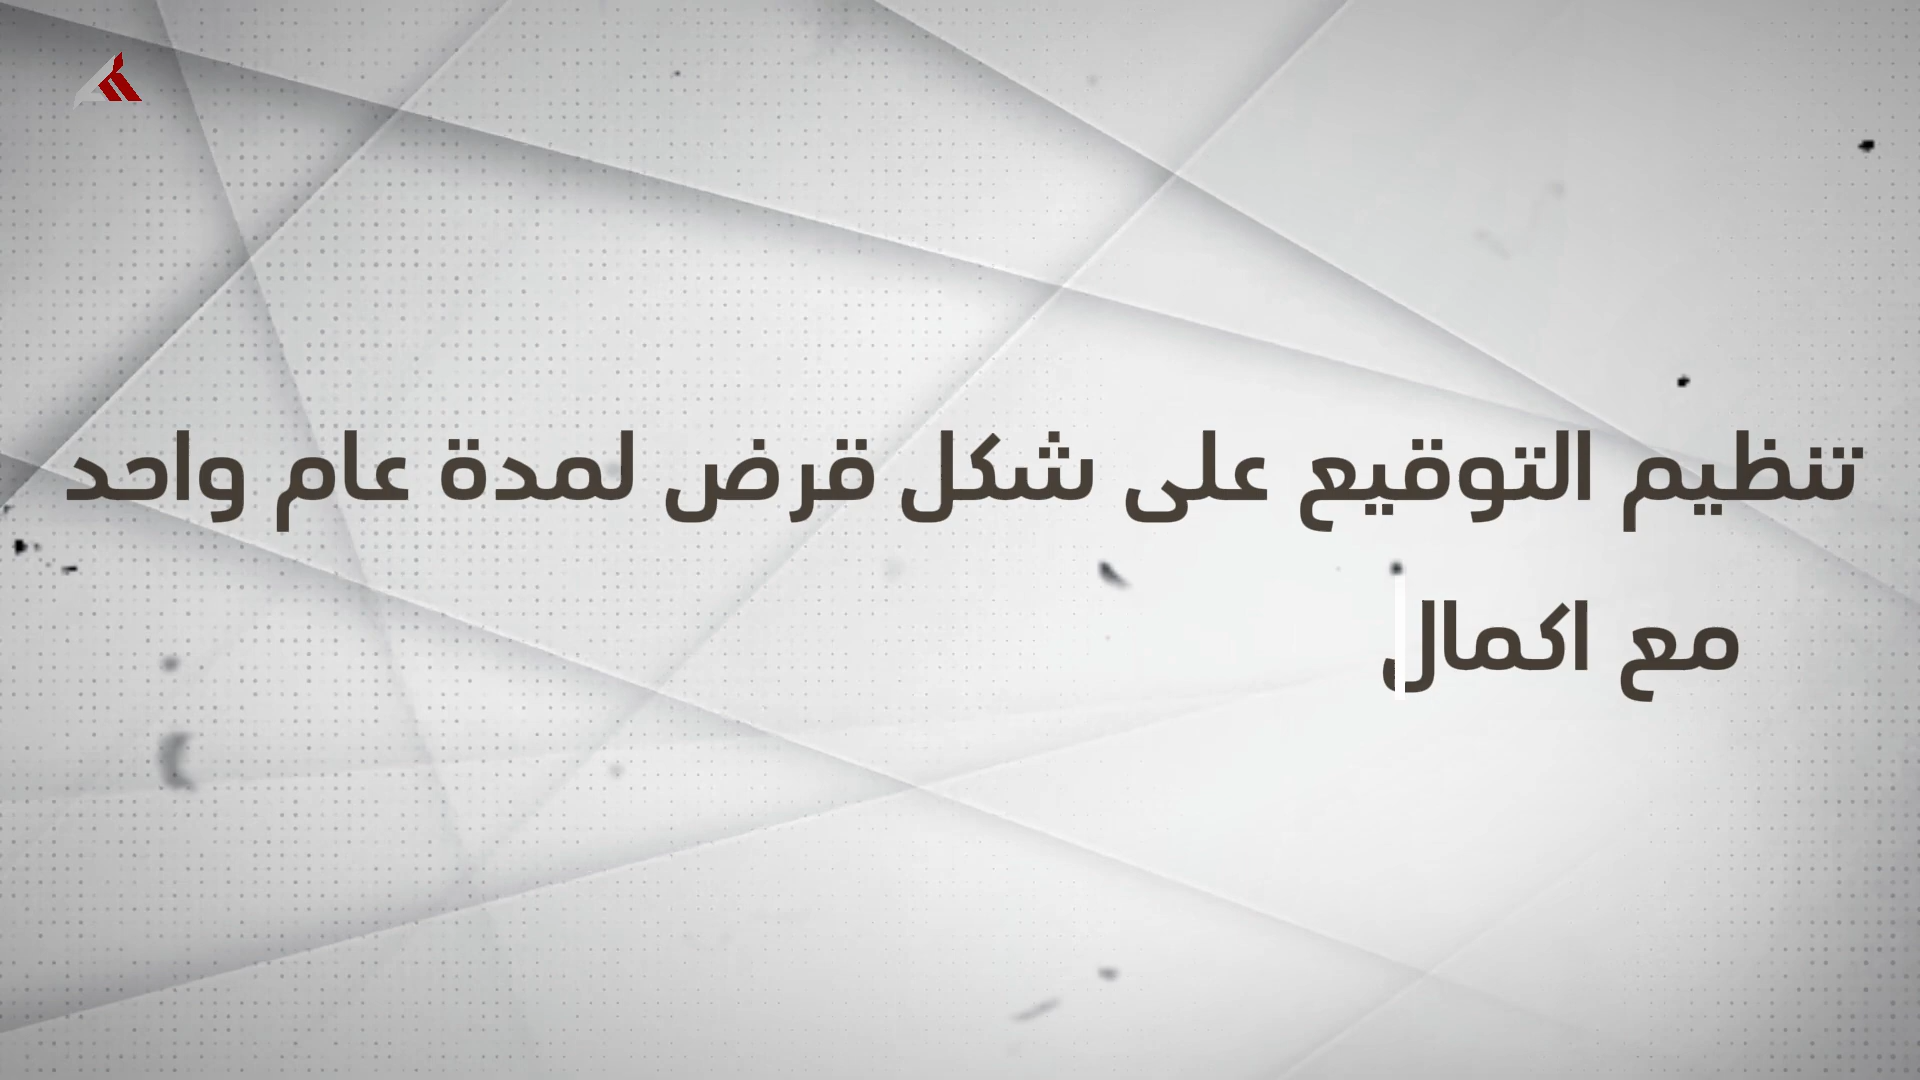 تنظيم التوقيع على شكل قرض لمدة عام واحد
مع اكمال